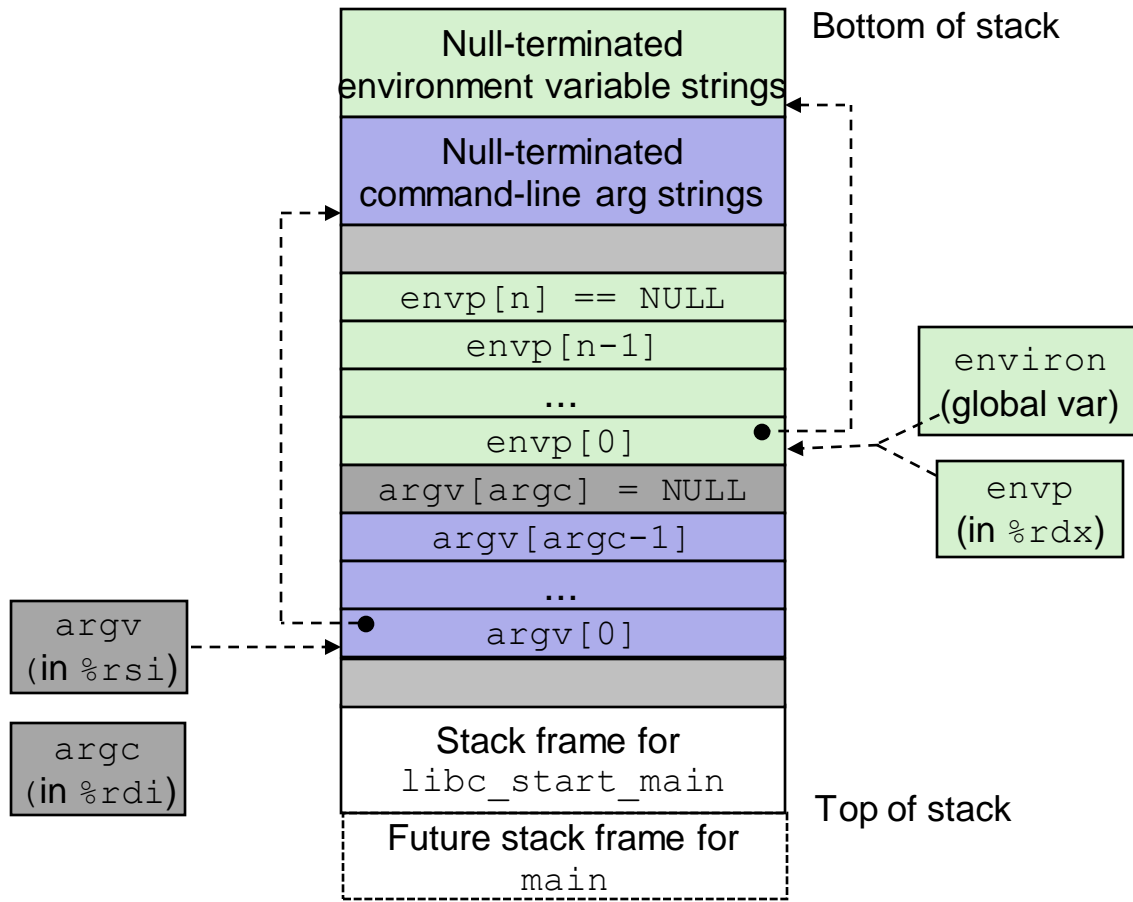 Bottom of stack
Null-terminated
environment variable strings
Null-terminated
command-line arg strings
envp[n] == NULL
envp[n-1]
...
envp[0]
environ
(global var)
argv[argc] = NULL
envp
(in %rdx)
argv[argc-1]
...
argv[0]
argv
(in %rsi)
argc
(in %rdi)
Stack frame for
libc_start_main
Top of stack
Future stack frame for
main